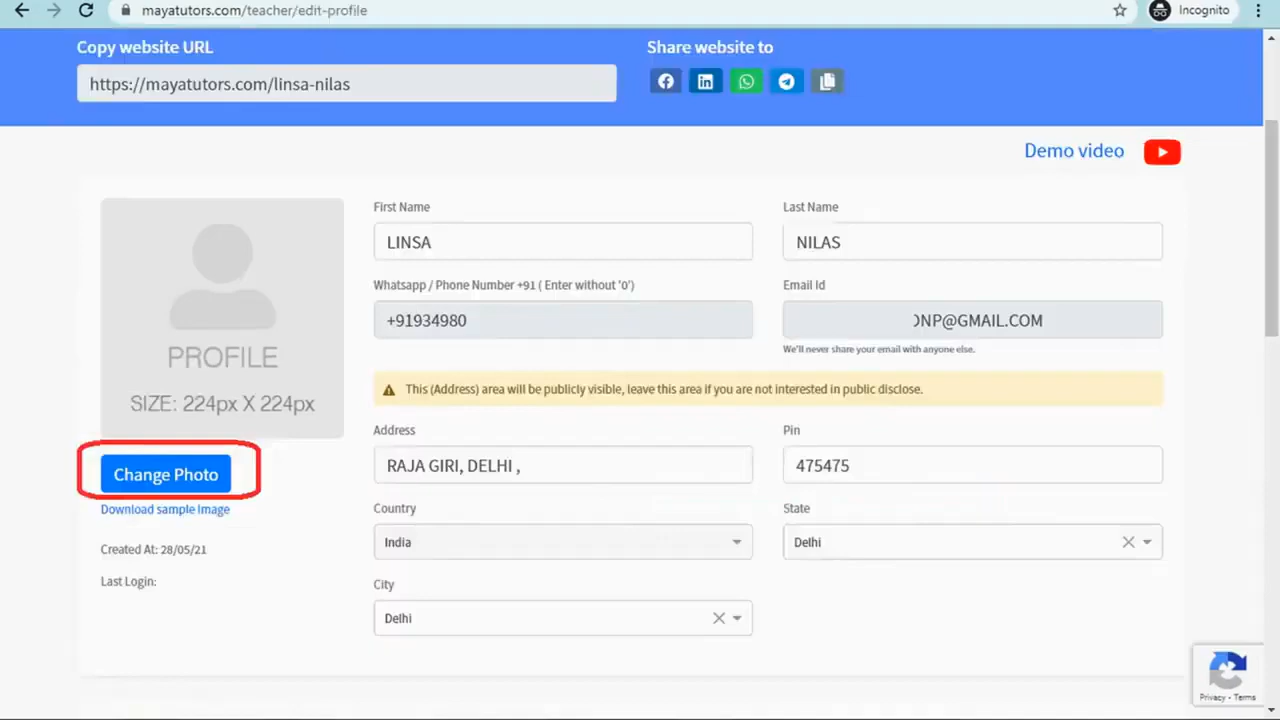 mayatutors.com/teacher/edit-profile
Incognito
Copy website URL
Share website to
https://mayatutors.com/linsa-nilas
Demo video
PROFILE
SIZE: 224px X 224px
Change Photo
Download sample Image
Created At: 28/05/21
Last Login:
First Name
Last Name
LINSA
NILAS
Whatsapp / Phone Number +91 ( Enter without '0')
Email Id
+91934980
NP@GMAIL.COM
We'll never share your email with anyone else.
This (Address) area will be publicly visible, leave this area if you are not interested in public disclose.
Address
Pin
RAJA GIRI, DELHI ,
475475
Country
State
India
Delhi
City
Delhi
Privacy - Terms